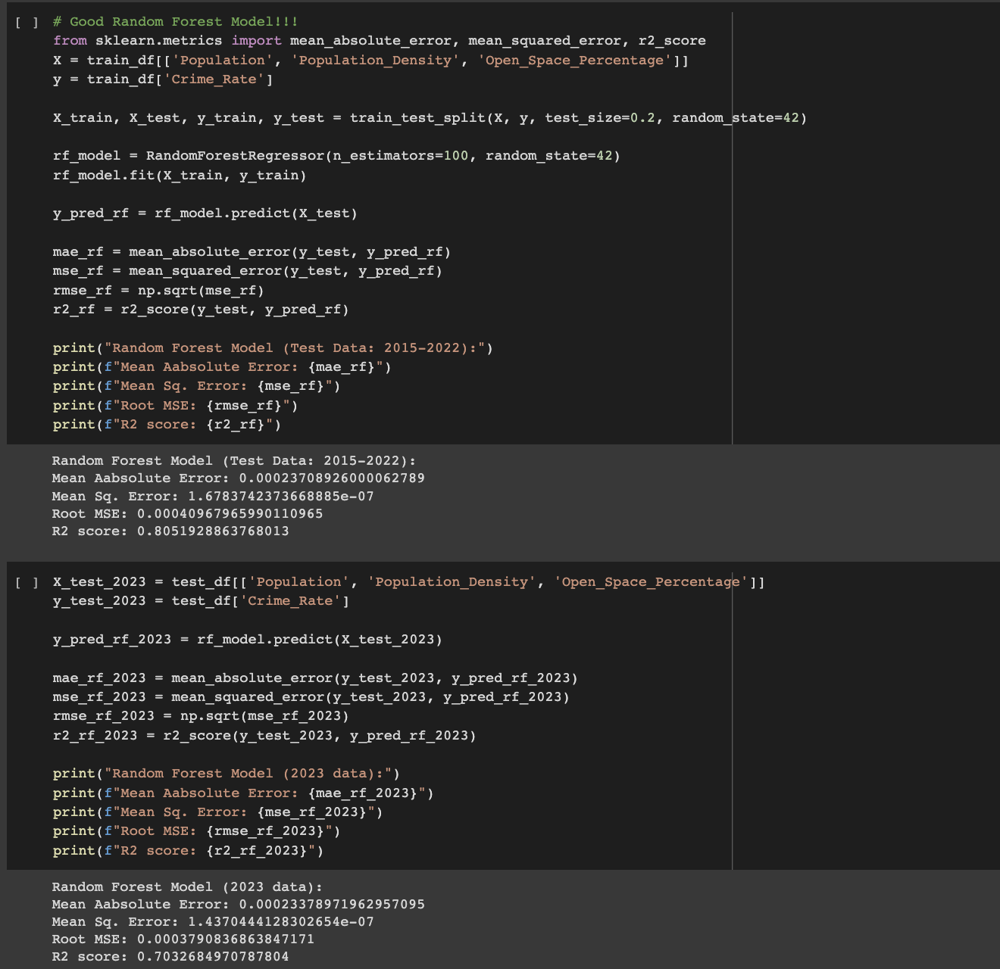 [ ] # Good Random Forest Model!!!
from sklearn.metrics import mean_absolute_error, mean_squared_error, r2_score
X = train_df[['Population', 'Population_Density', 'Open_Space_Percentage']]
y = train_df['Crime_Rate']
X_train, X_test, y_train, y_test = train_test_split(X, y, test_size=0.2, random_state=42)
rf_model = RandomForestRegressor(n_estimators=100, random_state=42)
rf_model.fit(X_train, y_train)
y_pred_rf = rf_model.predict(X_test)
mae_rf = mean_absolute_error(y_test, y_pred_rf)
mse_rf = mean_squared_error(y_test, y_pred_rf)
rmse_rf = np.sqrt(mse_rf)
r2_rf = r2_score(y_test, y_pred_rf)
print("Random Forest Model (Test Data: 2015-2022):")
print(f"Mean Aabsolute Error: {mae_rf}")
print(f"Mean Sq. Error: {mse_rf}")
print(f"Root MSE: {rmse_rf}")
print(f"R2 score: {r2_rf}")
Random Forest Model (Test Data: 2015-2022):
Mean Aabsolute Error: 0.00023708926000062789
Mean Sq. Error: 1.6783742373668885e-07
Root MSE: 0.00040967965990110965
R2 score: 0.8051928863768013
[ ] X_test_2023 = test_df[['Population', 'Population_Density', 'Open_Space_Percentage']]
y_test_2023 = test_df['Crime_Rate']
y_pred_rf_2023 = rf_model.predict(X_test_2023)
mae_rf_2023 = mean_absolute_error(y_test_2023, y_pred_rf_2023)
mse_rf_2023 = mean_squared_error(y_test_2023, y_pred_rf_2023)
rmse_rf_2023 = np.sqrt(mse_rf_2023)
r2_rf_2023 = r2_score(y_test_2023, y_pred_rf_2023)
print("Random Forest Model (2023 data):")
print(f"Mean Aabsolute Error: {mae_rf_2023}")
print(f"Mean Sq. Error: {mse_rf_2023}")
print(f"Root MSE: {rmse_rf_2023}")
print(f"R2 score: {r2_rf_2023}")
Random Forest Model (2023 data):
Mean Aabsolute Error: 0.00023378971962957095
Mean Sq. Error: 1.4370444128302654e-07
Root MSE: 0.0003790836863847171
R2 score: 0.7032684970787804